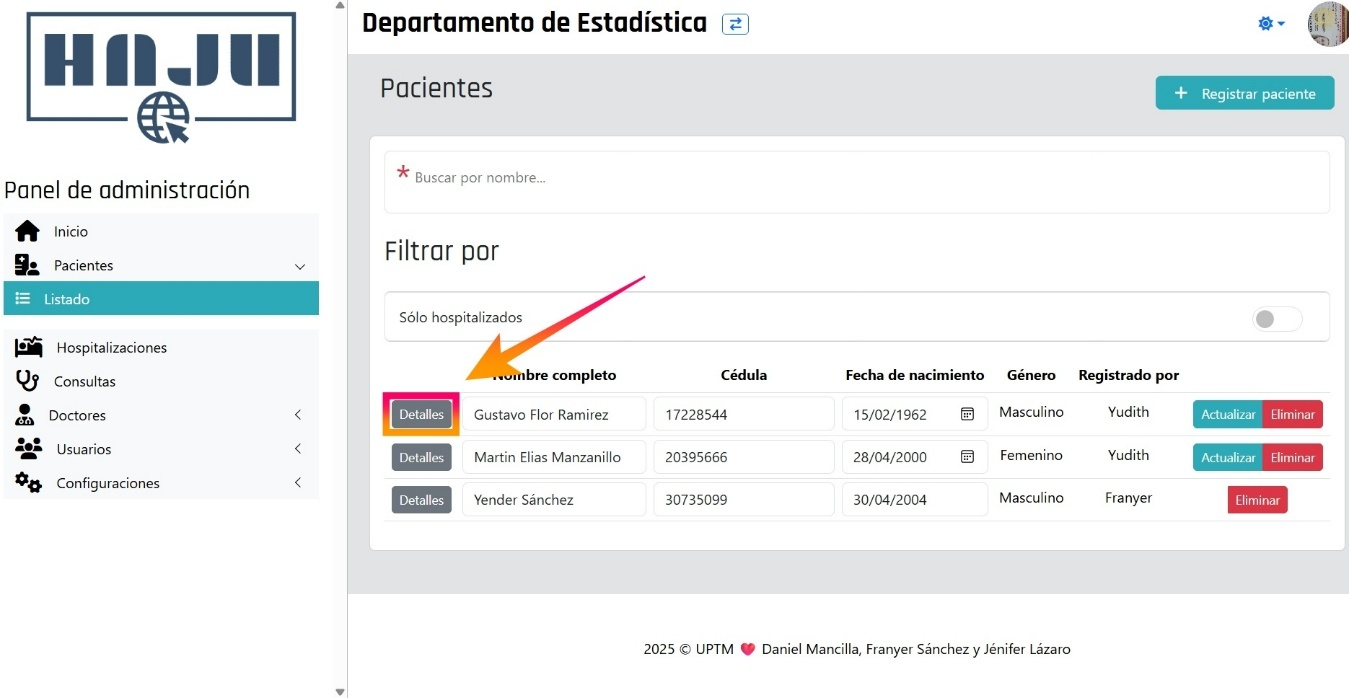 HNJU
Departamento de Estadística
Pacientes
+ Registrar paciente
Panel de administración
Inicio
Pacientes
Listado
Hospitalizaciones
Consultas
Doctores
Usuarios
Configuraciones
* Buscar por nombre...
Filtrar por
Sólo hospitalizados
Nombre completo Cédula Fecha de nacimiento Género Registrado por
Detalles Gustavo Flor Ramirez 17228544 15/02/1962 Masculino Yudith Actualizar Eliminar
Detalles Martin Elias Manzanillo 20395666 28/04/2000 Femenino Yudith Actualizar Eliminar
Detalles Yender Sánchez 30735099 30/04/2004 Masculino Franyer Eliminar
2025 © UPTM ❤ Daniel Mancilla, Franyer Sánchez y Jénifer Lázaro